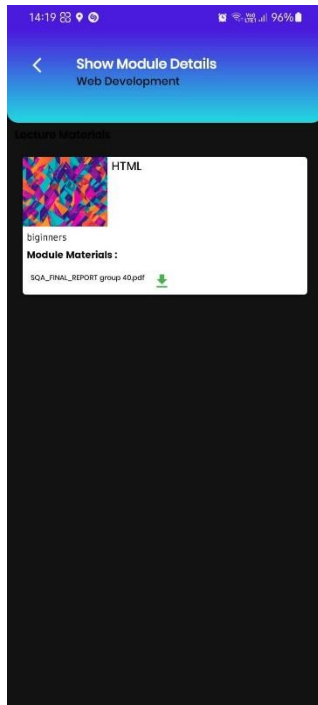 14:19 96%
Show Module Details
Web Development
Lecture Materials
HTML
biginners
Module Materials :
SQA_FINAL_REPORT group 40.pdf